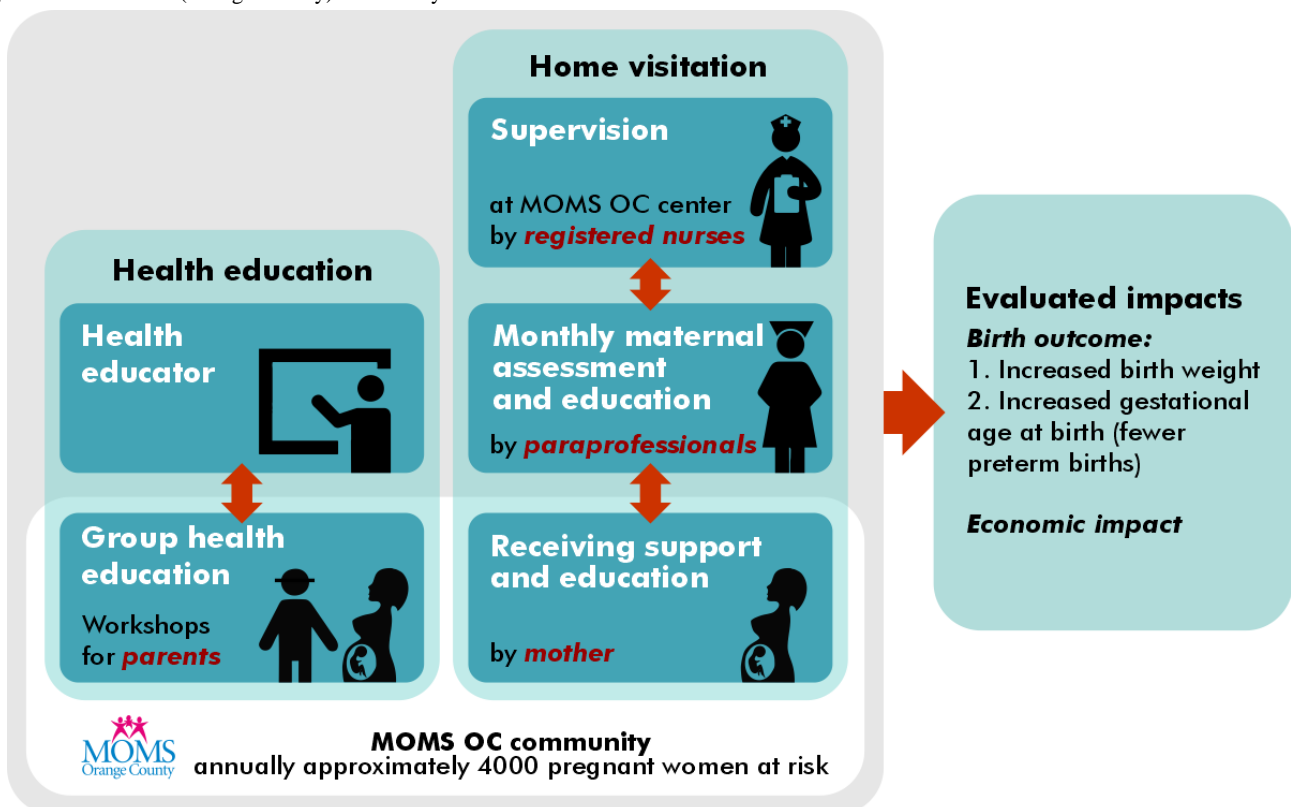 Home visitation
Supervision
at MOMS OC center
by registered nurses
Health education
Health
educator
Monthly maternal
assessment
and education
by paraprofessionals
Group health
education
Workshops
for parents
Receiving support
and education
by mother
MOMS
Orange County
MOMS OC community
annually approximately 4000 pregnant women at risk
Evaluated impacts
Birth outcome:
1. Increased birth weight
2. Increased gestational
age at birth (fewer
preterm births)
Economic impact